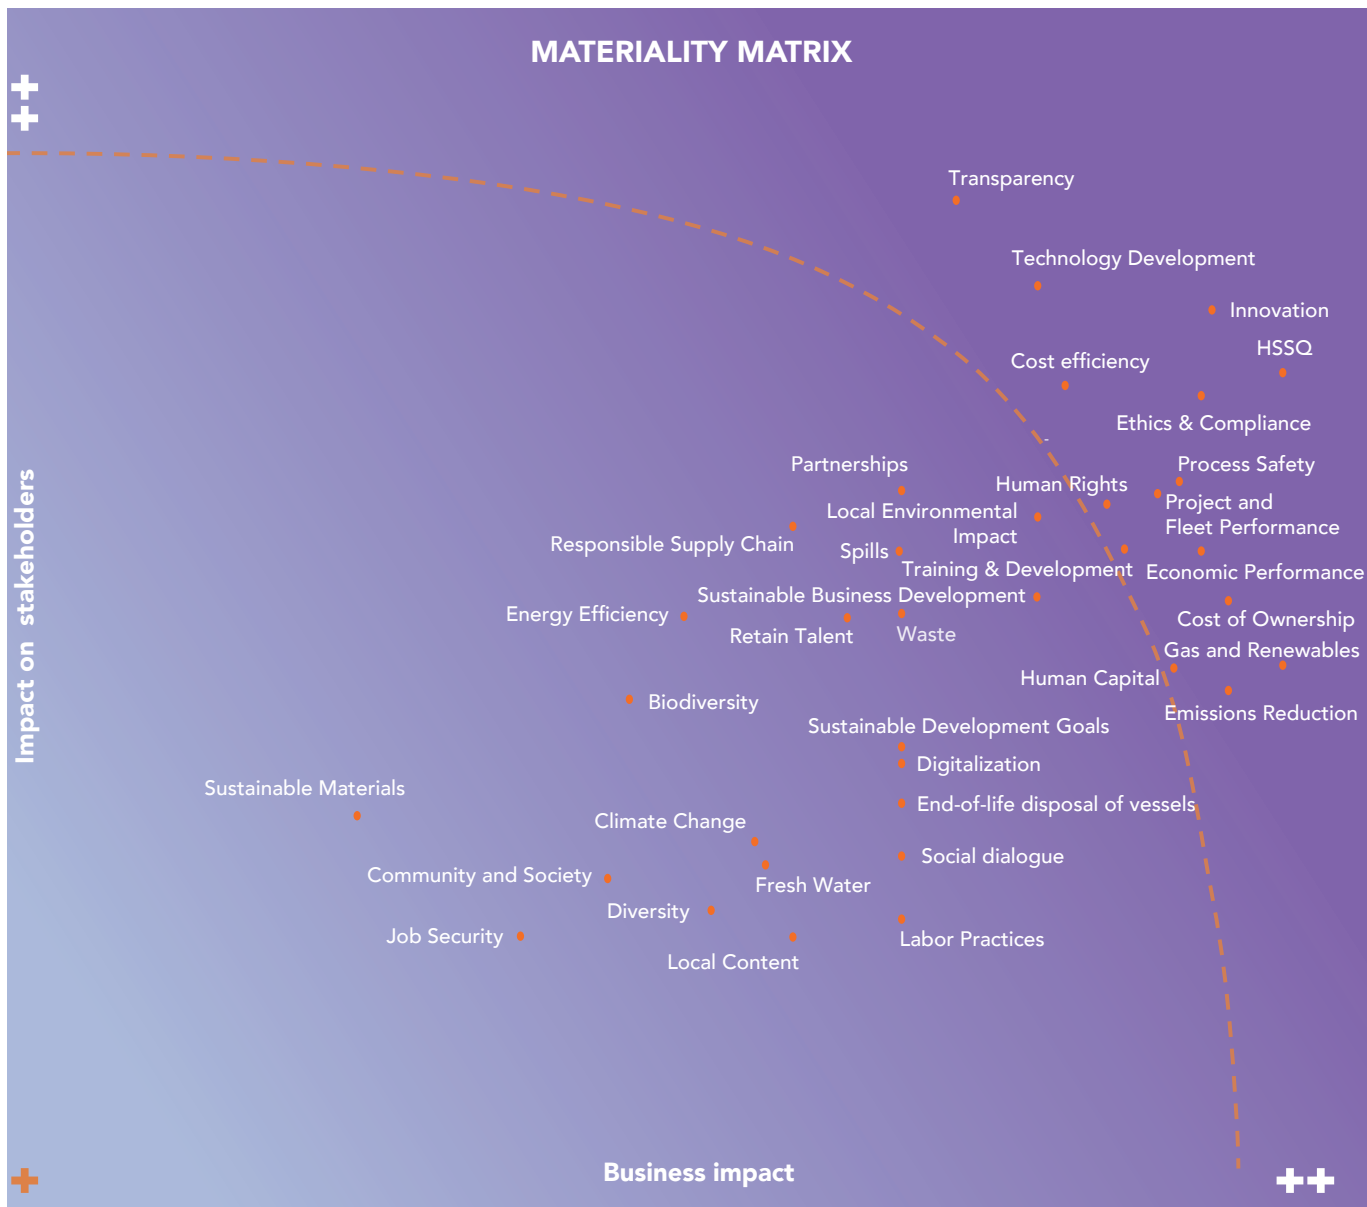 MATERIALITY MATRIX
++
Transparency
Technology Development
Innovation
HSSQ
Cost efficiency
Ethics & Compliance
-
Partnerships
Process Safety
Human Rights
Project and
Fleet Performance
Local Environmental
Impact
Responsible Supply Chain
Spills
Training & Development
Economic Performance
Sustainable Business Development
Energy Efficiency
Cost of Ownership
Retain Talent
Waste
Gas and Renewables
Human Capital
Biodiversity
Emissions Reduction
Sustainable Development Goals
Digitalization
Sustainable Materials
End-of-life disposal of vessels
Climate Change
Social dialogue
Community and Society
Fresh Water
Diversity
Job Security
Labor Practices
Local Content
Impact on stakeholders
Business impact
+
++